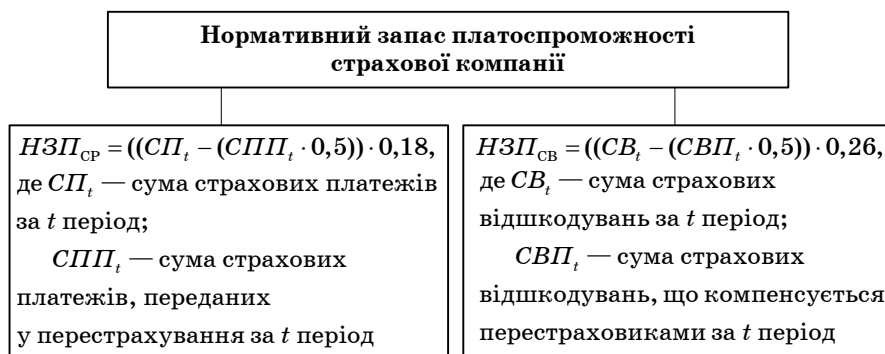 Нормативний запас платоспроможності
страхової компанії
НЗП_СР = ((СП_t – (СПП_t · 0,5)) · 0,18,
де СП_t — сума страхових платежів
за t період;
СПП_t — сума страхових
платежів, переданих
у перестрахування за t період
НЗП_СВ = ((СВ_t – (СВП_t · 0,5)) · 0,26,
де СВ_t — сума страхових
відшкодувань за t період;
СВП_t — сума страхових
відшкодувань, що компенсується
перестраховиками за t період